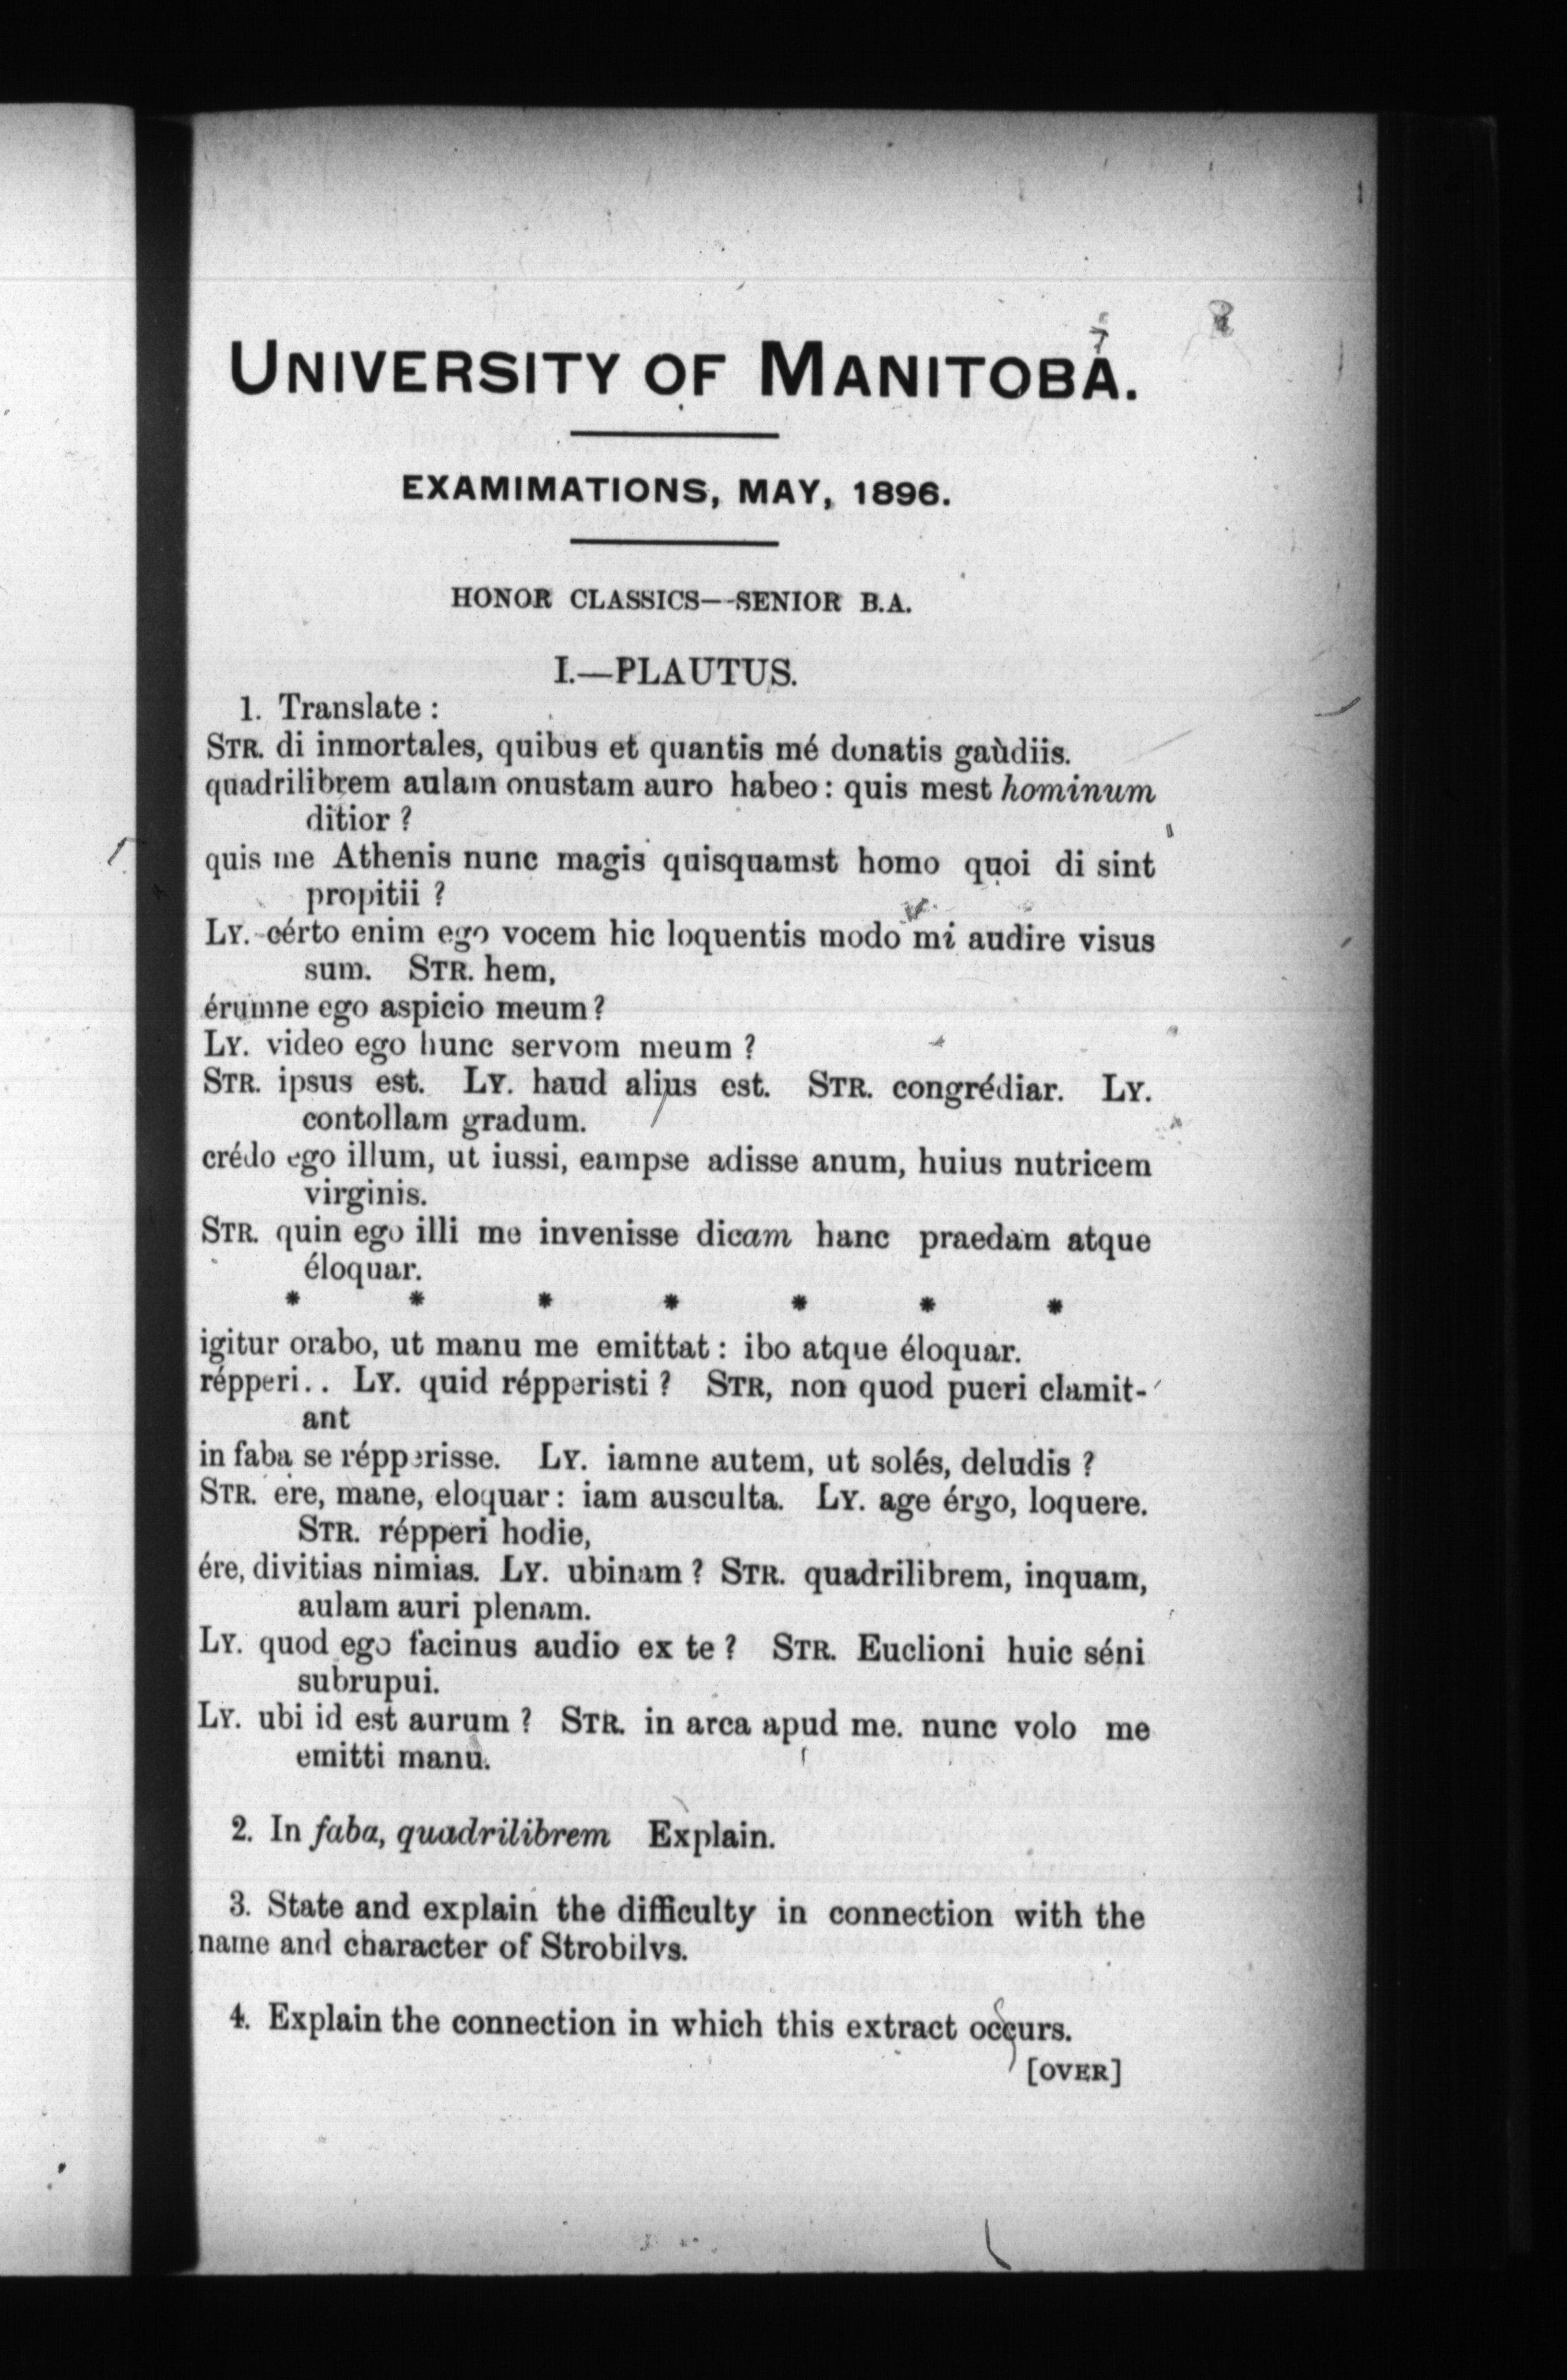 UNIVERSITY OF MANITOBA.
EXAMIMATIONS, MAY, 1896.
HONOR CLASSICS—SENIOR B.A.
I.—PLAUTUS.
1. Translate :
STR. di inmortales, quibus et quantis mé donatis gaùdiis.
quadrilibrem aulam onustam auro habeo : quis mest hominum
ditior ?
quis me Athenis nunc magis quisquamst homo quoi di sint
propitii ?
LY. cérto enim ego vocem hic loquentis modo mi audire visus
sum. STR. hem,
érumne ego aspicio meum ?
LY. video ego hunc servom meum ?
STR. ipsus est. LY. haud alius est. STR. congrédiar. LY.
contollam gradum.
crédo ego illum, ut iussi, eampse adisse anum, huius nutricem
virginis.
STR. quin ego illi me invenisse dicam hanc praedam atque
éloquar.
* * * * * * *
igitur orabo, ut manu me emittat : ibo atque éloquar.
répperi. . LY. quid répperisti ? STR, non quod pueri clamit-
ant
in faba se répperisse. LY. iamne autem, ut solés, deludis ?
STR. ere, mane, eloquar : iam ausculta. LY. age érgo, loquere.
STR. répperi hodie,
ére, divitias nimias. LY. ubinam ? STR. quadrilibrem, inquam,
aulam auri plenam.
LY. quod ego facinus audio ex te ? STR. Euclioni huic séni
subrupui.
LY. ubi id est aurum ? STR. in arca apud me. nunc volo me
emitti manu.
2. In faba, quadrilibrem Explain.
3. State and explain the difficulty in connection with the
name and character of Strobilvs.
4. Explain the connection in which this extract occurs.
[OVER]